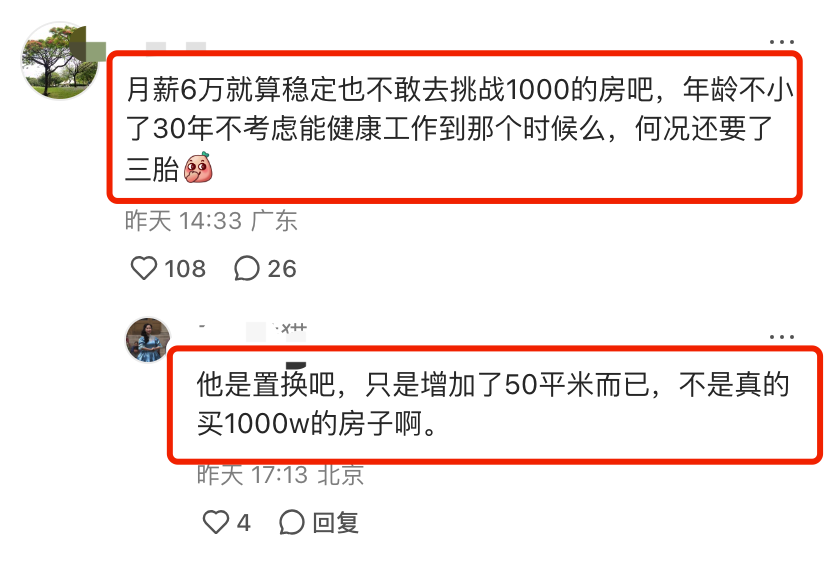 月薪6万就算稳定也不敢去挑战1000的房吧，年龄不小
了30年不考虑能健康工作到那个时候么，何况还要了
三胎
昨天 14:33 广东
108 26
他是置换吧，只是增加了50平米而已，不是真的
买1000w的房子啊。
昨天 17:13 北京
4 回复